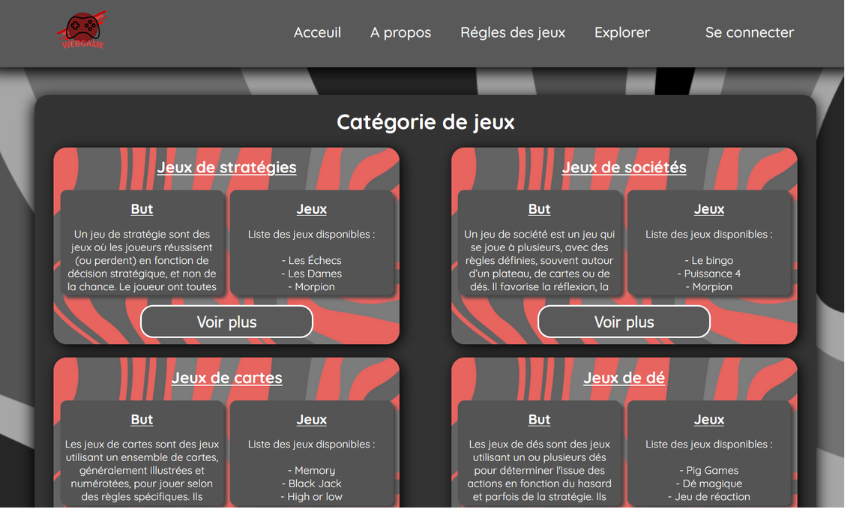 WEBGAME
Acceuil
A propos
Régles des jeux
Explorer
Se connecter
Catégorie de jeux
Jeux de stratégies
But
Un jeu de stratégie sont des
jeux où les joueurs réussisent
(ou perdent) en fonction de
décision stratégique, et non de
la chance. Le joueur ont toutes
Jeux
Liste des jeux disponibles :
- Les Échecs
- Les Dames
- Morpion
Voir plus
Jeux de sociétés
But
Un jeu de société est un jeu qui
se joue à plusieurs, avec des
règles définies, souvent autour
d'un plateau, de cartes ou de
dés. Il favorise la réflexion, la
Jeux
Liste des jeux disponibles :
- Le bingo
- Puissance 4
- Morpion
Voir plus
Jeux de cartes
But
Les jeux de cartes sont des jeux
utilisant un ensemble de cartes,
généralement illustrées et
numérotées, pour jouer selon
des règles spécifiques. Ils
Jeux
Liste des jeux disponibles :
- Memory
- Black Jack
- High or low
Jeux de dé
But
Les jeux de dés sont des jeux
utilisant un ou plusieurs dés
pour déterminer l'issue des
actions en fonction du hasard
et parfois de la stratégie. Ils
Jeux
Liste des jeux disponibles :
- Pig Games
- Dé magique
- Jeu de réaction